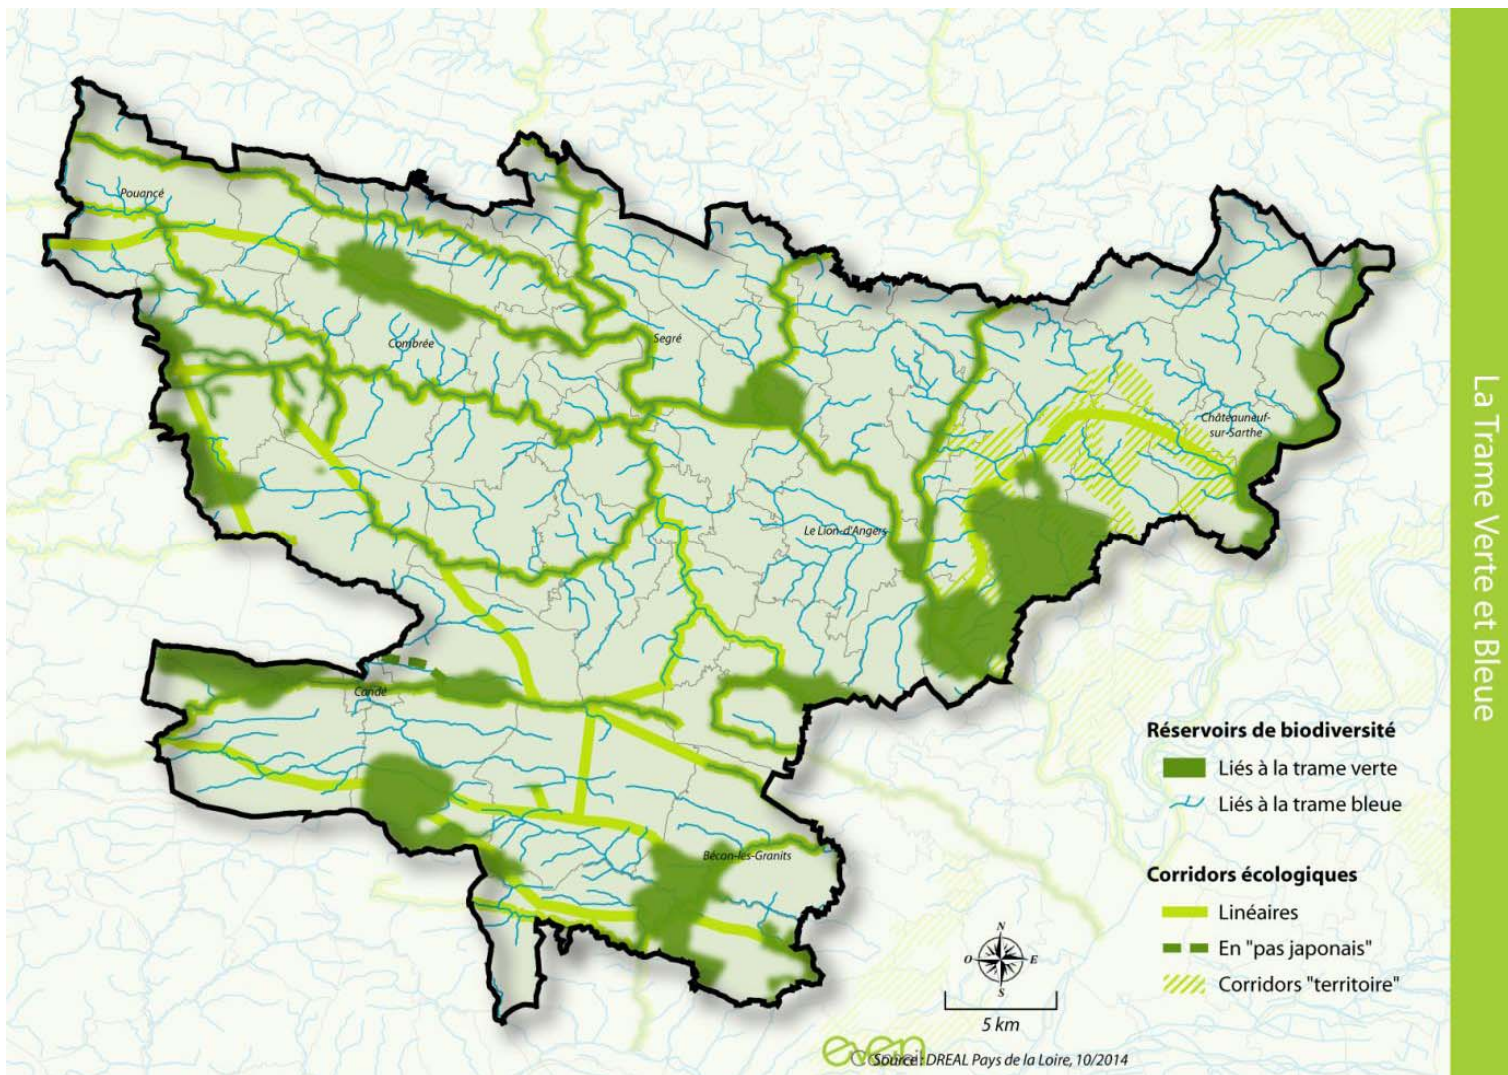 La Trame Verte et Bleue
Pouancé
Combrée
Segré
Châteauneuf-
sur-Sarthe
Le Lion-d'Angers
Candé
Bécon-les-Granits
Réservoirs de biodiversité
Liés à la trame verte
Liés à la trame bleue
Corridors écologiques
Linéaires
En "pas japonais"
Corridors "territoire"
N
O
E
S
5 km
even
Source : DREAL Pays de la Loire, 10/2014